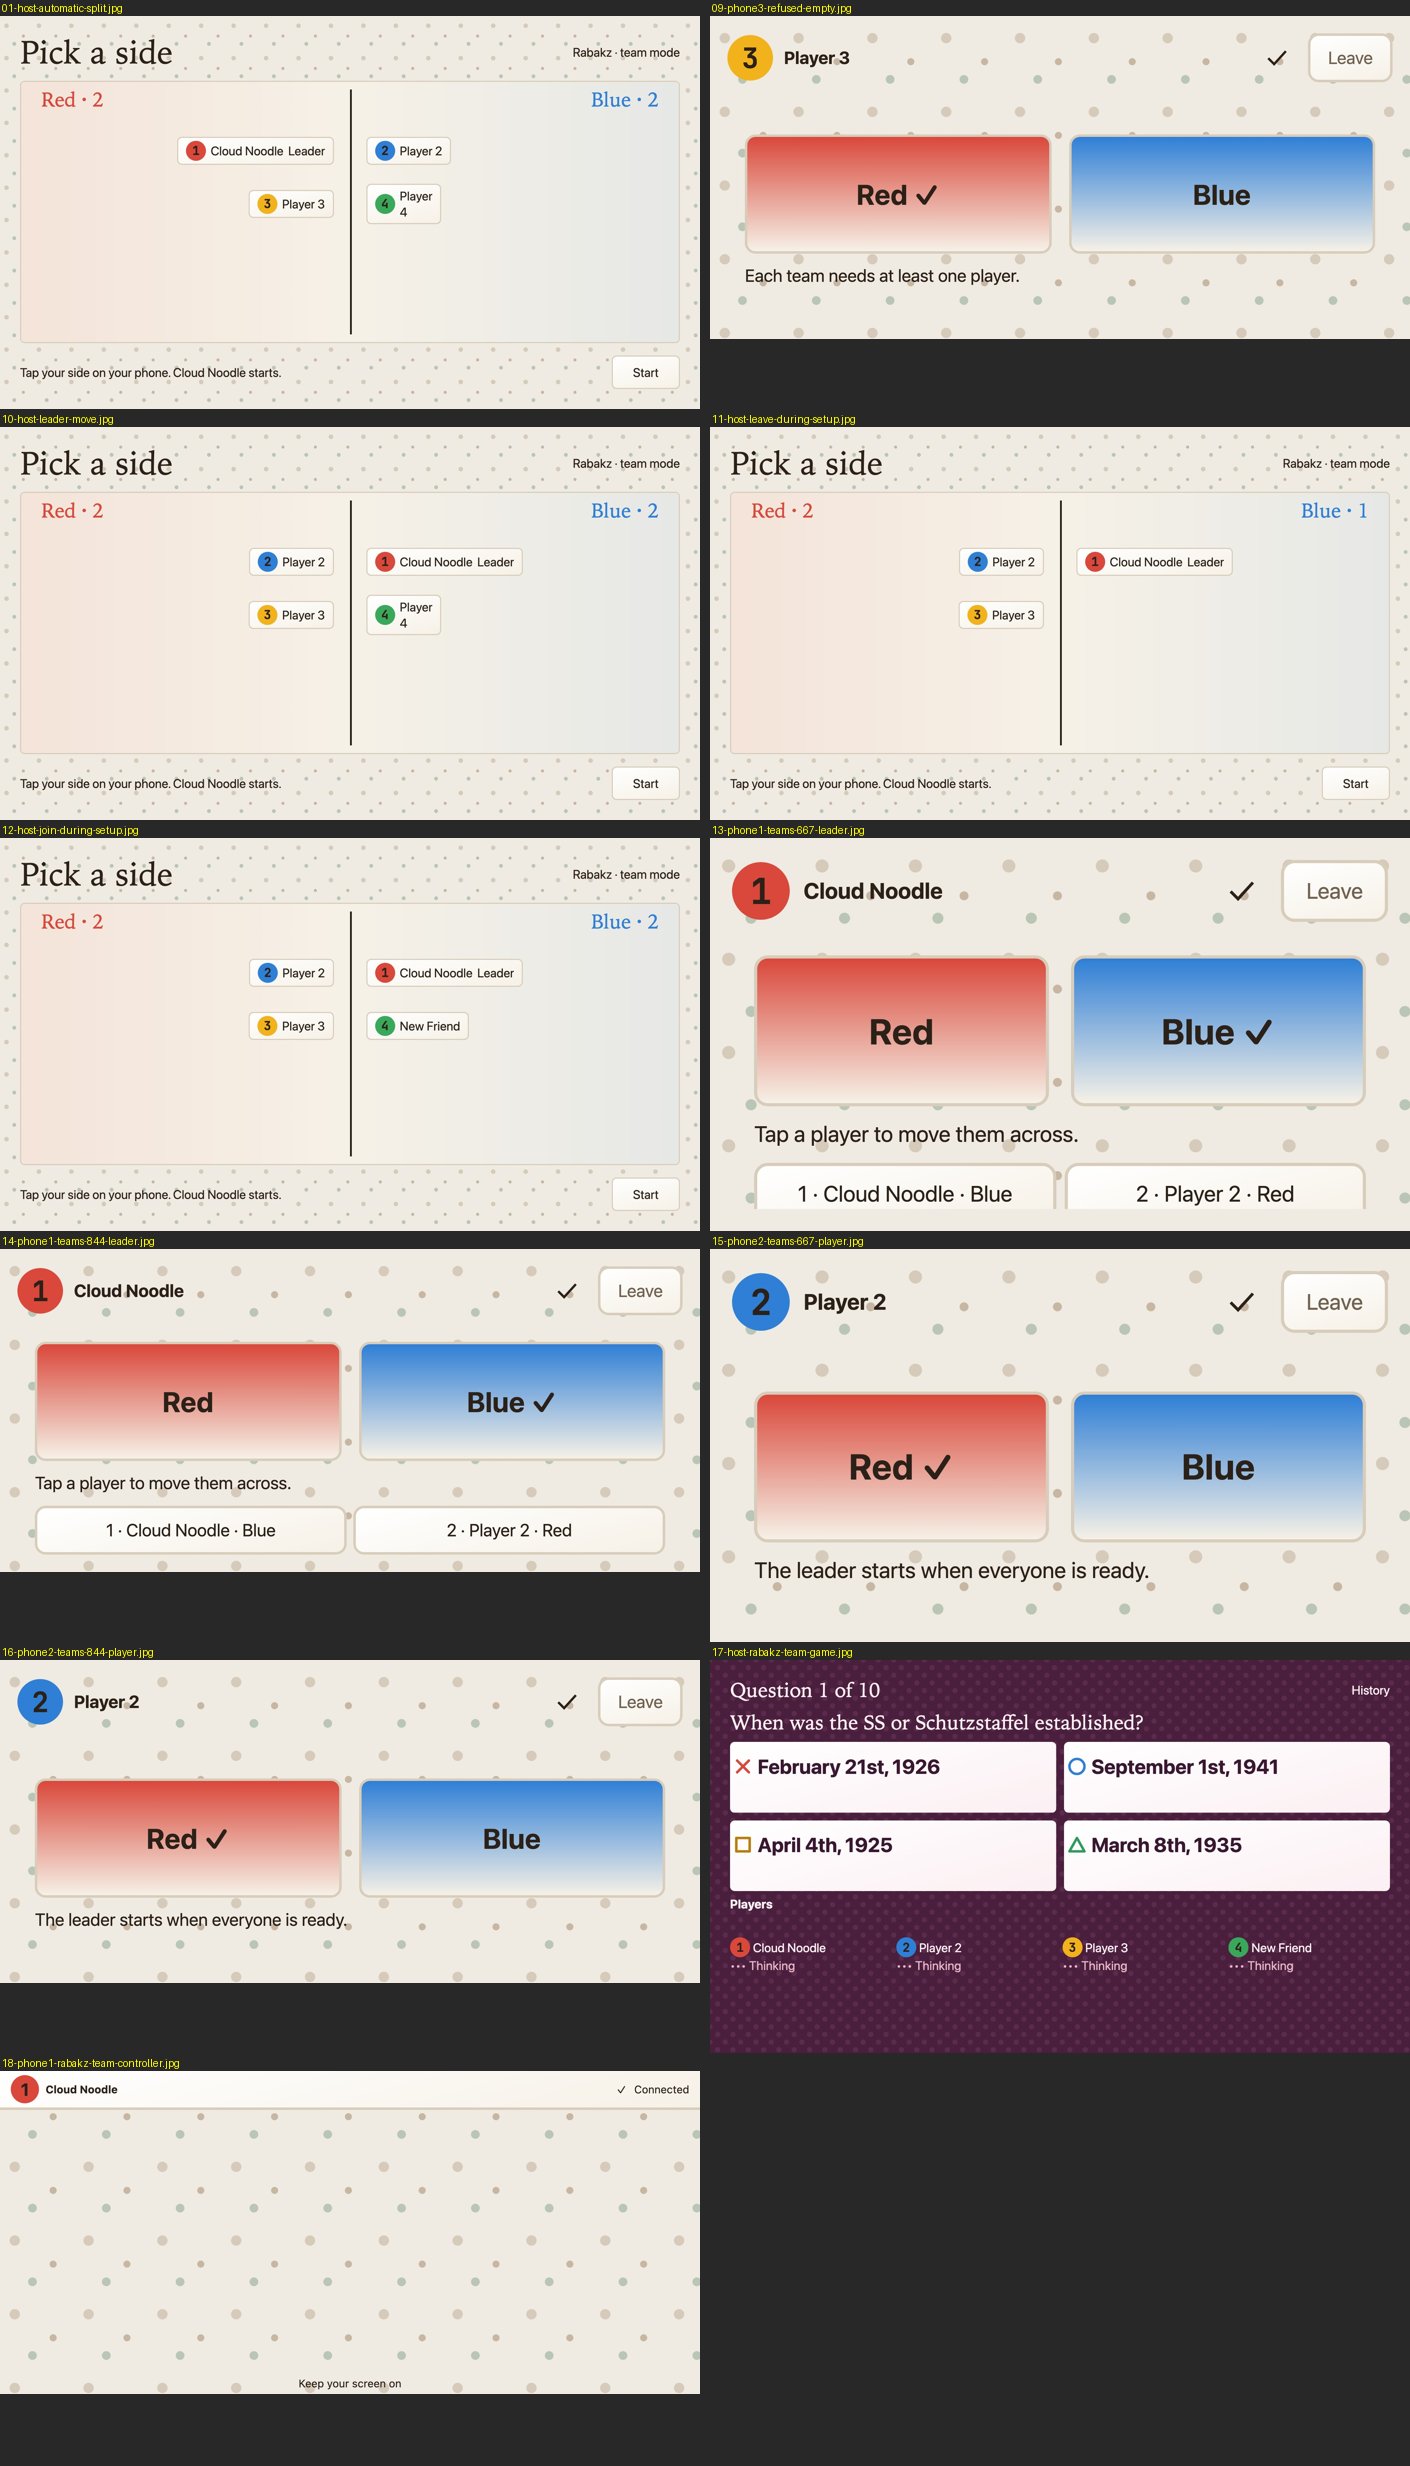 01-host-automatic-split.jpg
Pick a side
Rabakz · team mode
Red · 2
Blue · 2
1 Cloud Noodle Leader
2 Player 2
3 Player 3
4 Player
4
Tap your side on your phone. Cloud Noodle starts.
Start
09-phone3-refused-empty.jpg
3 Player 3
✓
Leave
Red ✓
Blue
Each team needs at least one player.
10-host-leader-move.jpg
Pick a side
Rabakz · team mode
Red · 2
Blue · 2
2 Player 2
1 Cloud Noodle Leader
3 Player 3
4 Player
4
Tap your side on your phone. Cloud Noodle starts.
Start
11-host-leave-during-setup.jpg
Pick a side
Rabakz · team mode
Red · 2
Blue · 1
2 Player 2
1 Cloud Noodle Leader
3 Player 3
Tap your side on your phone. Cloud Noodle starts.
Start
12-host-join-during-setup.jpg
Pick a side
Rabakz · team mode
Red · 2
Blue · 2
2 Player 2
1 Cloud Noodle Leader
3 Player 3
4 New Friend
Tap your side on your phone. Cloud Noodle starts.
Start
13-phone1-teams-667-leader.jpg
1 Cloud Noodle
✓
Leave
Red
Blue ✓
Tap a player to move them across.
1 · Cloud Noodle · Blue
2 · Player 2 · Red
14-phone1-teams-844-leader.jpg
1 Cloud Noodle
✓
Leave
Red
Blue ✓
Tap a player to move them across.
1 · Cloud Noodle · Blue
2 · Player 2 · Red
15-phone2-teams-667-player.jpg
2 Player 2
✓
Leave
Red ✓
Blue
The leader starts when everyone is ready.
16-phone2-teams-844-player.jpg
2 Player 2
✓
Leave
Red ✓
Blue
The leader starts when everyone is ready.
17-host-rabakz-team-game.jpg
Question 1 of 10
History
When was the SS or Schutzstaffel established?
February 21st, 1926
September 1st, 1941
April 4th, 1925
March 8th, 1935
Players
1 Cloud Noodle
2 Player 2
3 Player 3
4 New Friend
··· Thinking
··· Thinking
··· Thinking
··· Thinking
18-phone1-rabakz-team-controller.jpg
1 Cloud Noodle
✓ Connected
Keep your screen on